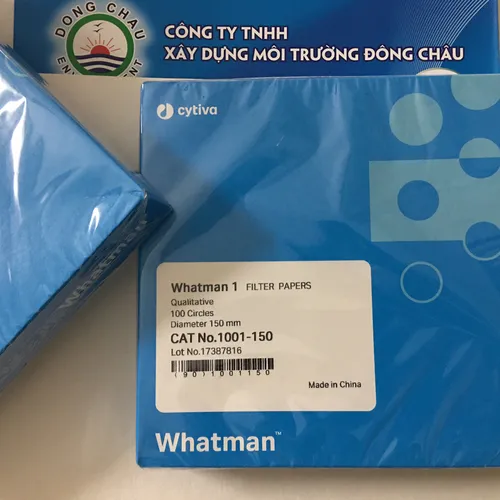 DONG CHAU
CÔNG TY TNHH
XÂY DỰNG MÔI TRƯỜNG ĐÔNG CHÂU
cytiva
Whatman 1 FILTER PAPERS
Qualitative
100 Circles
Diameter 150 mm
CAT No.1001-150
Lot No.17387816
(90)1001150
Made in China
Whatman™
Whatman